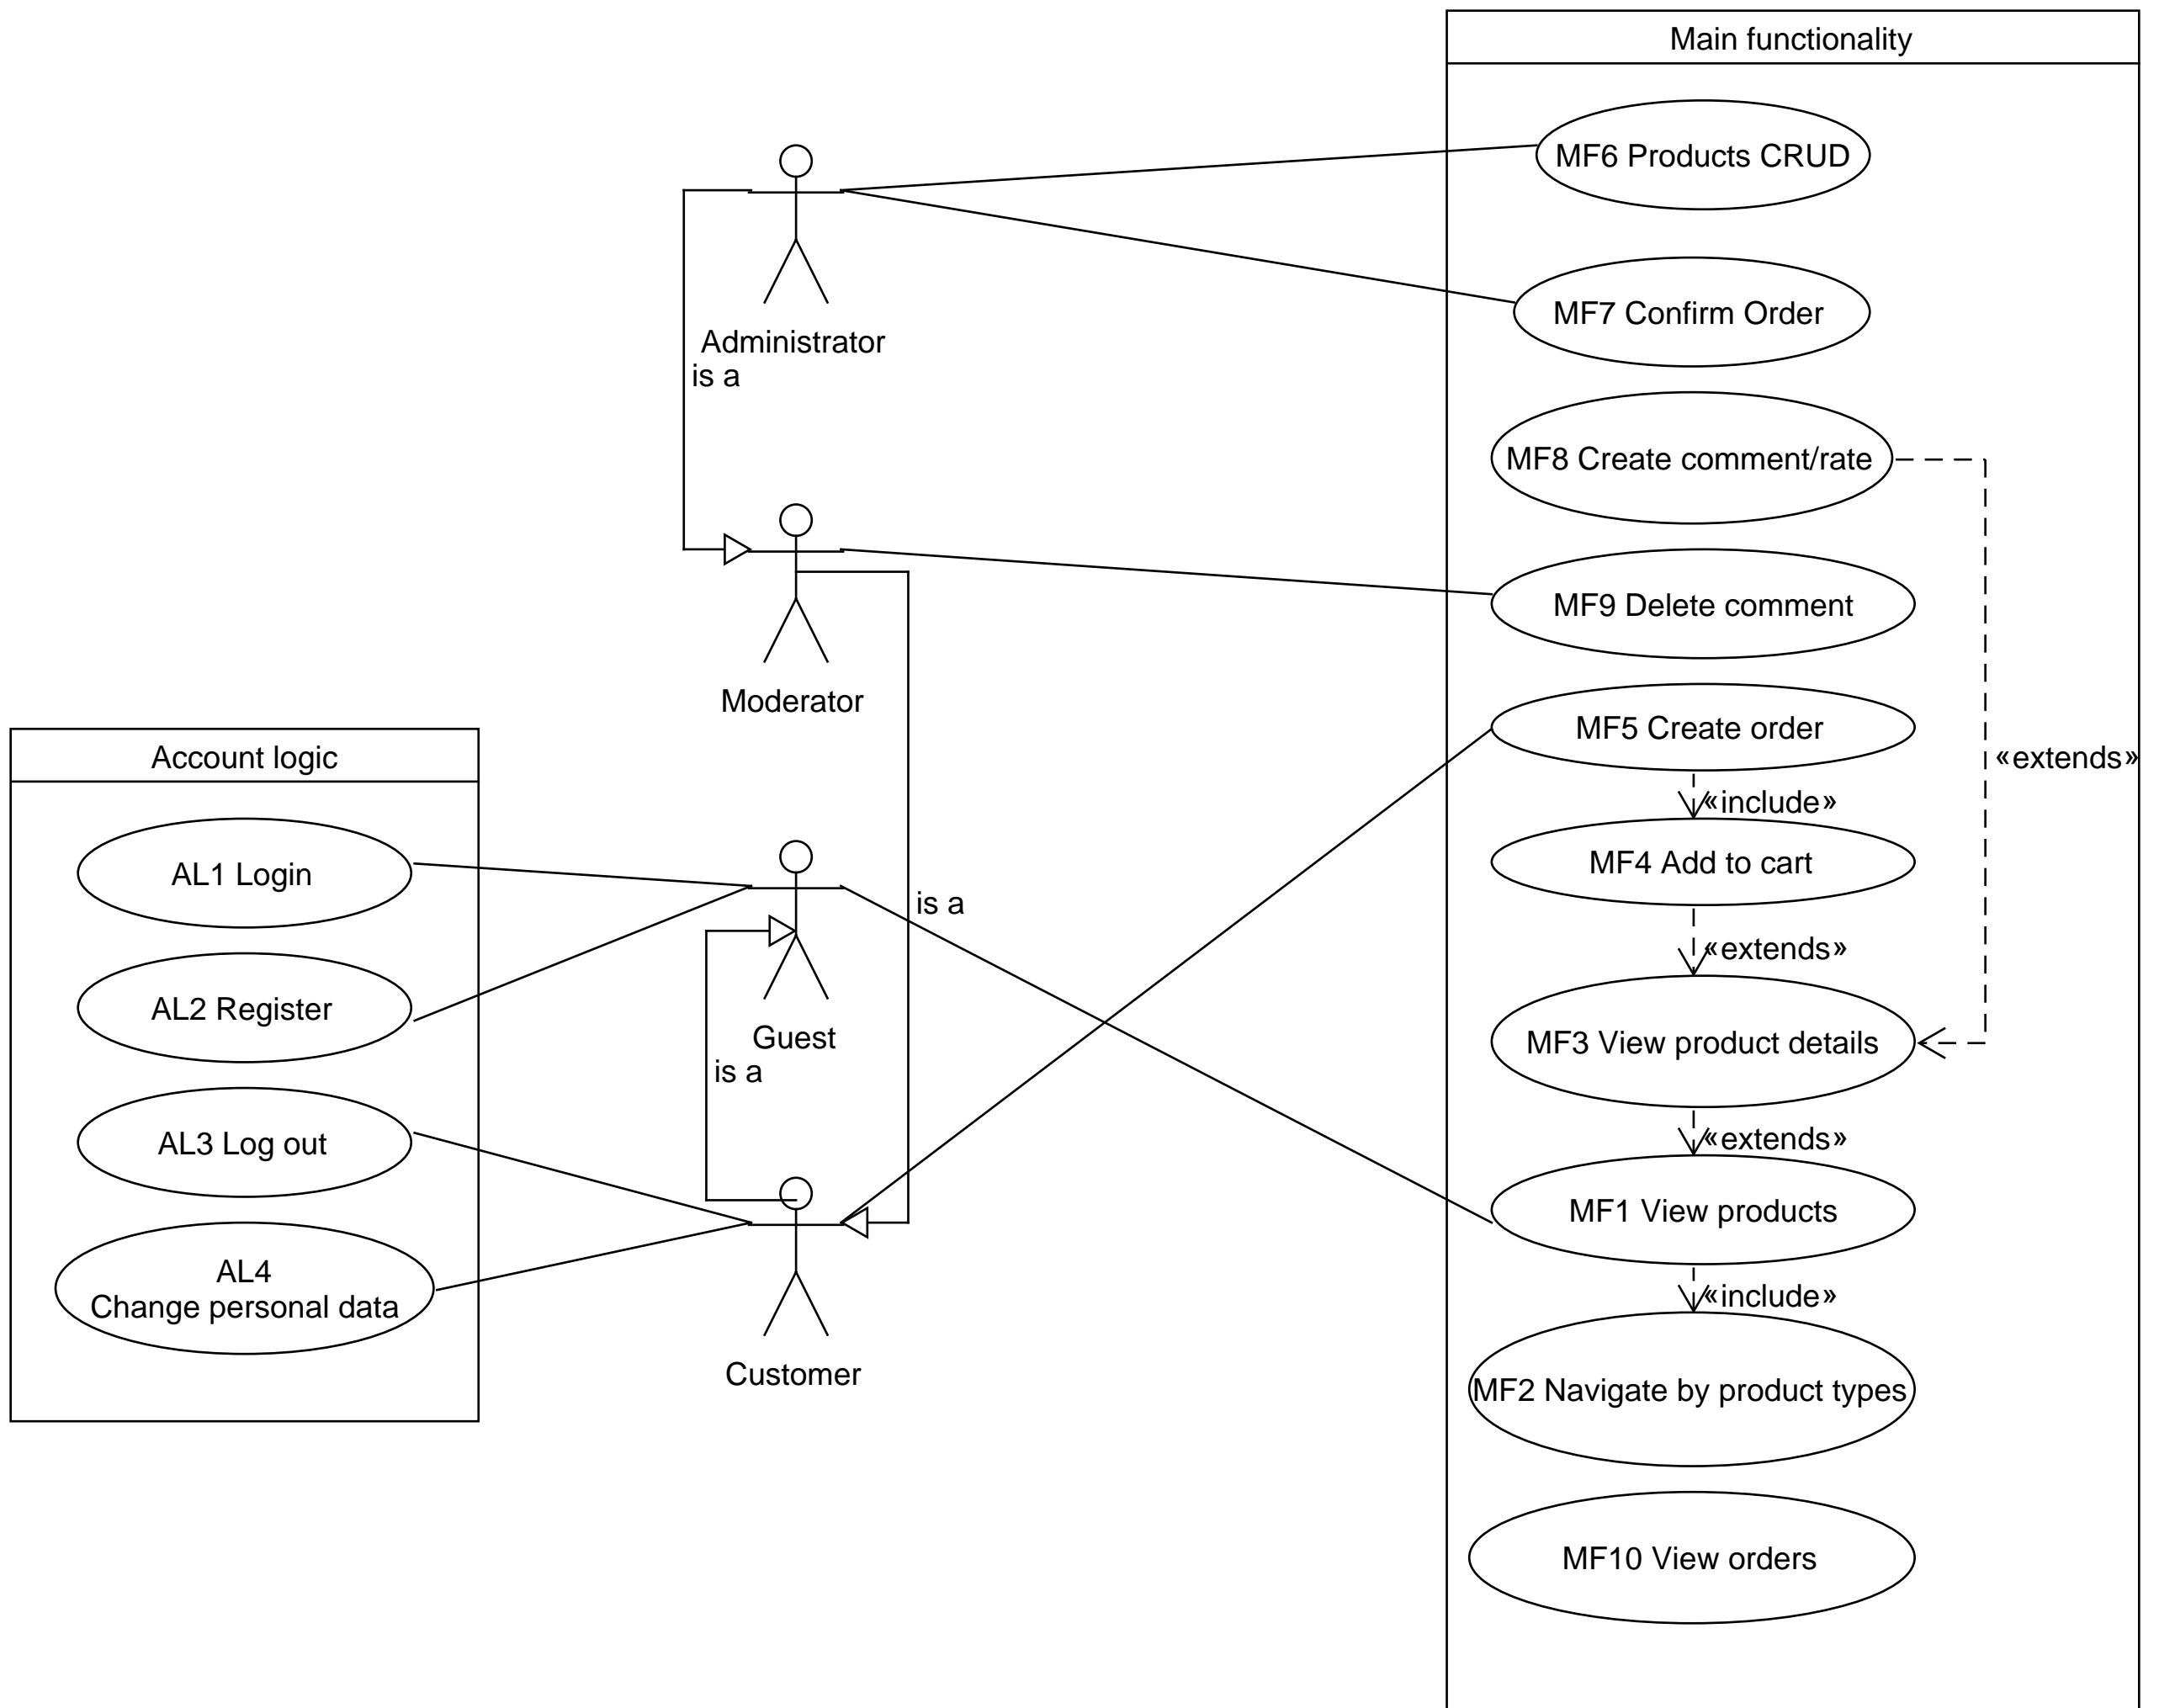 Main functionality
MF6 Products CRUD
MF7 Confirm Order
Administrator
is a
MF8 Create comment/rate
MF9 Delete comment
Moderator
MF5 Create order
«extends»
Account logic
«include»
MF4 Add to cart
AL1 Login
is a
«extends»
AL2 Register
Guest
MF3 View product details
is a
«extends»
AL3 Log out
MF1 View products
AL4
Change personal data
«include»
Customer
MF2 Navigate by product types
MF10 View orders